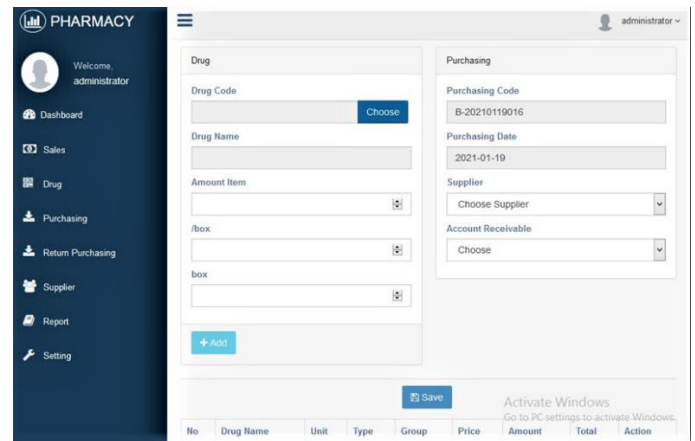 PHARMACY
administrator
Welcome,
administrator
Dashboard
Sales
Drug
Purchasing
Return Purchasing
Supplier
Report
Setting
Drug
Drug Code
Choose
Drug Name
Amount Item
/box
box
+ Add
Purchasing
Purchasing Code
B-20210119016
Purchasing Date
2021-01-19
Supplier
Choose Supplier
Account Receivable
Choose
Save
Activate Windows
Go to PC settings to activate Windows.
No Drug Name Unit Type Group Price Amount Total Action